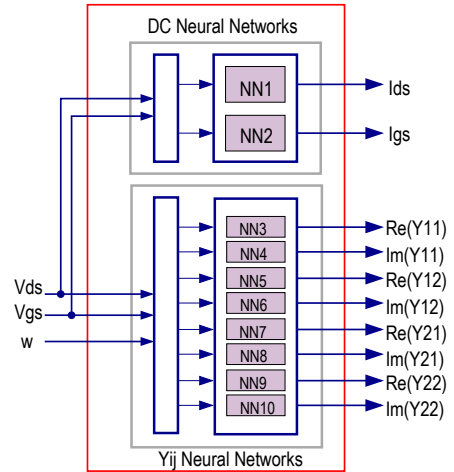 DC Neural Networks
NN1
Ids
NN2
Igs
NN3
Re(Y11)
NN4
Im(Y11)
NN5
Re(Y12)
Vds
NN6
Im(Y12)
Vgs
NN7
Re(Y21)
w
NN8
Im(Y21)
NN9
Re(Y22)
NN10
Im(Y22)
Yij Neural Networks